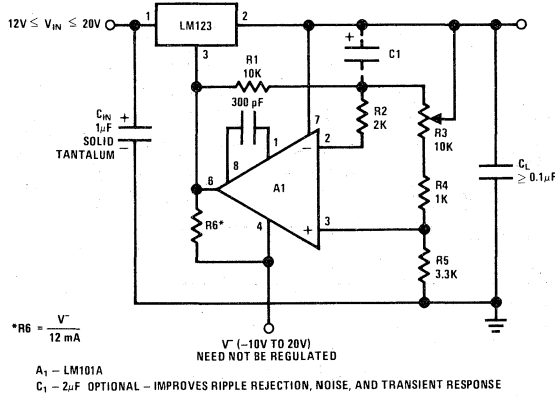 12V ≤ V_IN ≤ 20V
1
LM123
2
3
R1
10K
+
C1
300 pF
C_IN
+
1μF
SOLID
–
TANTALUM
8
1
7
R2
2K
2
–
R3
10K
6
A1
C_L
≥ 0.1μF
R4
1K
R6*
4
+
3
R5
3.3K
*R6 = V⁻
12 mA
V⁻ (–10V TO 20V)
NEED NOT BE REGULATED
A₁ – LM101A
C₁ – 2μF OPTIONAL – IMPROVES RIPPLE REJECTION, NOISE, AND TRANSIENT RESPONSE